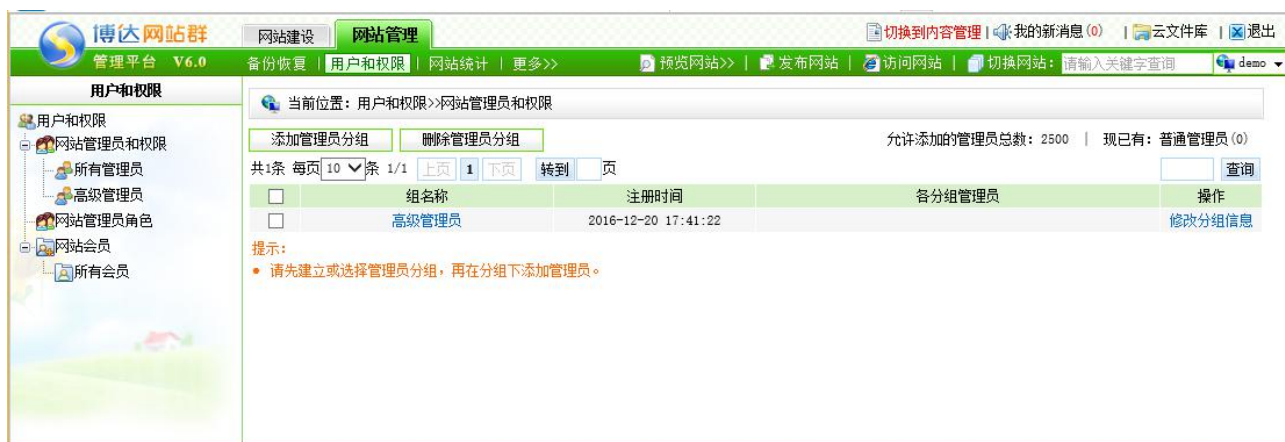 博达网站群
管理平台 V6.0
网站建设 网站管理 切换到内容管理 | 我的新消息(0) | 云文件库 | 退出
备份恢复 | 用户和权限 | 网站统计 | 更多>> 预览网站>> | 发布网站 | 访问网站 | 切换网站: 请输入关键字查询 demo
用户和权限
用户和权限
网站管理员和权限
所有管理员
高级管理员
网站管理员角色
网站会员
所有会员
当前位置: 用户和权限>>网站管理员和权限
添加管理员分组 删除管理员分组 允许添加的管理员总数: 2500 | 现已有: 普通管理员(0)
共1条 每页 10 条 1/1 上页 1 下页 转到 页 查询
组名称 注册时间 各分组管理员 操作
高级管理员 2016-12-20 17:41:22 修改分组信息
提示:
• 请先建立或选择管理员分组，再在分组下添加管理员。